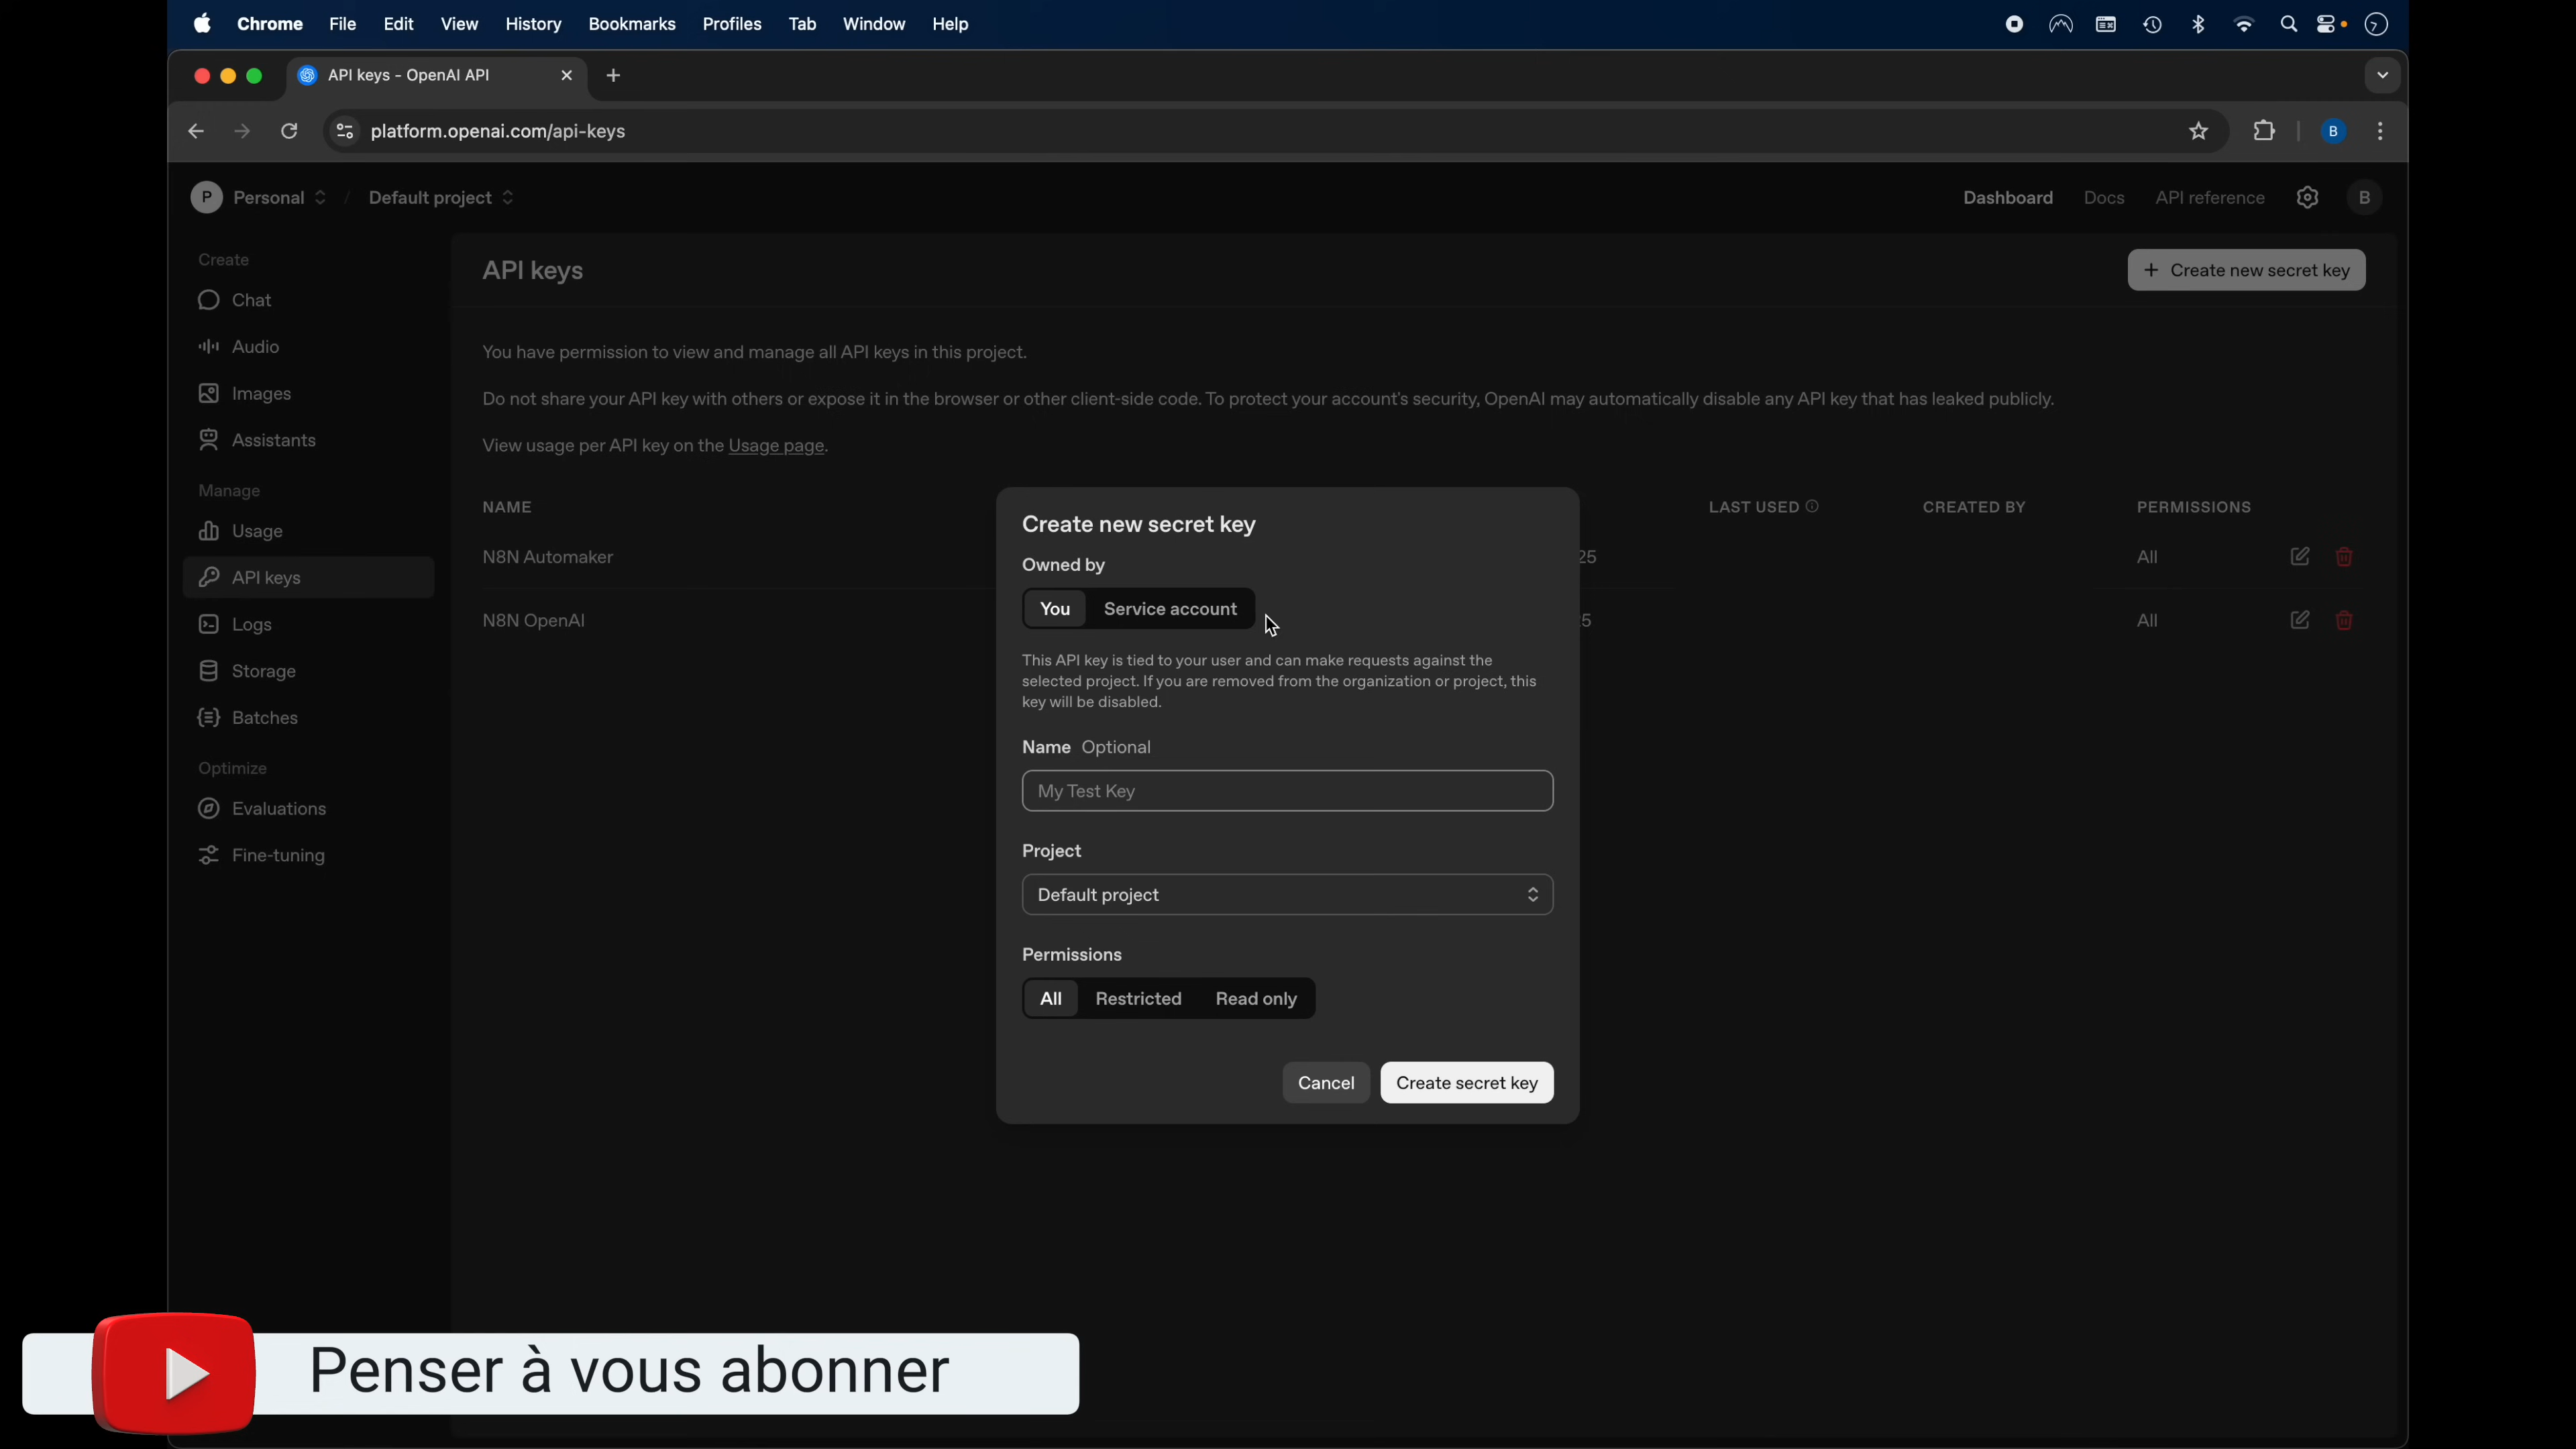 Chrome File Edit View History Bookmarks Profiles Tab Window Help
API keys - OpenAI API
platform.openai.com/api-keys
B
P Personal / Default project
Dashboard Docs API reference B
Create
Chat
Audio
Images
Assistants
Manage
Usage
API keys
Logs
Storage
Batches
Optimize
Evaluations
Fine-tuning
API keys
+ Create new secret key
You have permission to view and manage all API keys in this project.
Do not share your API key with others or expose it in the browser or other client-side code. To protect your account's security, OpenAI may automatically disable any API key that has leaked publicly.
View usage per API key on the Usage page.
NAME LAST USED CREATED BY PERMISSIONS
N8N Automaker 25 All
N8N OpenAI 5 All
Create new secret key
Owned by
You Service account
This API key is tied to your user and can make requests against the
selected project. If you are removed from the organization or project, this
key will be disabled.
Name Optional
My Test Key
Project
Default project
Permissions
All Restricted Read only
Cancel Create secret key
Penser à vous abonner